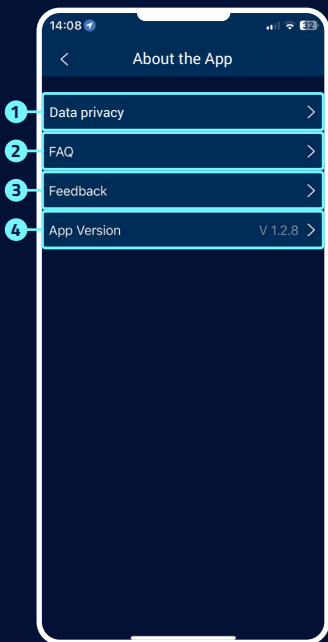 14:08
32
About the App
1
Data privacy
2
FAQ
3
Feedback
4
App Version V 1.2.8